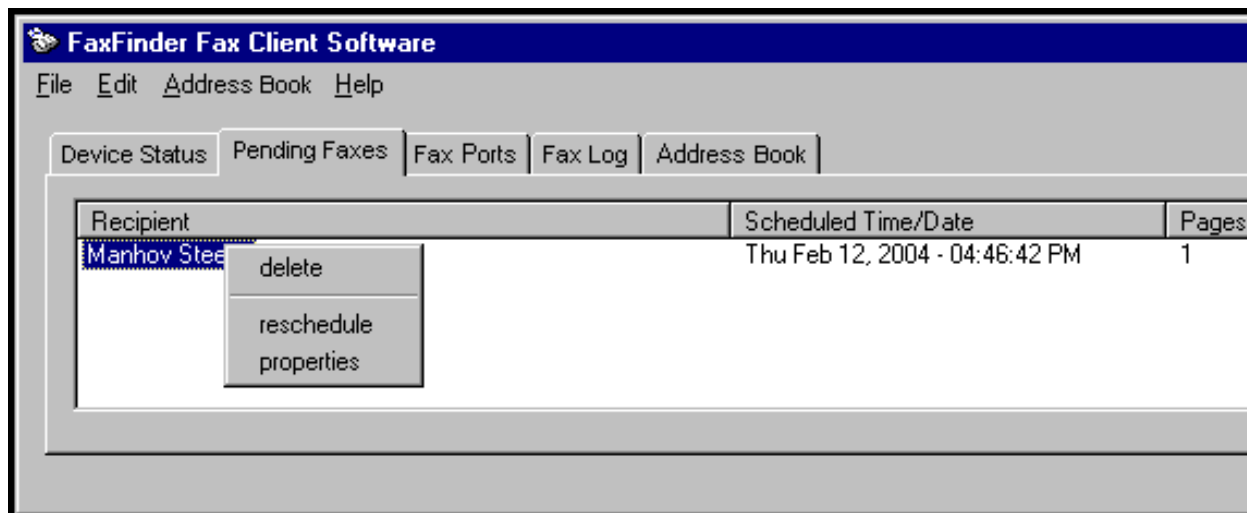 FaxFinder Fax Client Software
File Edit Address Book Help
Device Status Pending Faxes Fax Ports Fax Log Address Book
Recipient Scheduled Time/Date Pages
Manhov Thu Feb 12, 2004 - 04:46:42 PM 1
delete
reschedule
properties